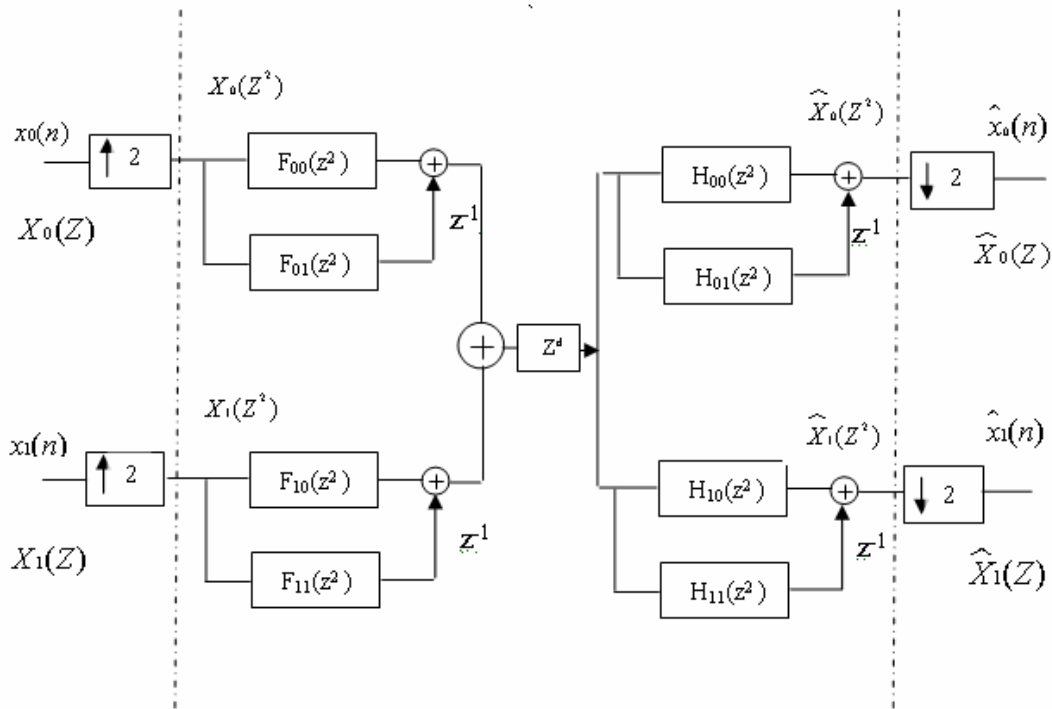 X₀(Z²)
x0(n)
↑ 2
F₀₀(z²)
+
X₀(Z)
z⁻¹
F₀₁(z²)
+
Zᵈ
X₁(Z²)
x1(n)
↑ 2
F₁₀(z²)
+
X₁(Z)
z⁻¹
F₁₁(z²)
X̂₀(Z²)
x̂₀(n)
H₀₀(z²)
+
↓ 2
z⁻¹
X̂₀(Z)
H₀₁(z²)
X̂₁(Z²)
x̂1(n)
H₁₀(z²)
+
↓ 2
z⁻¹
X̂₁(Z)
H₁₁(z²)